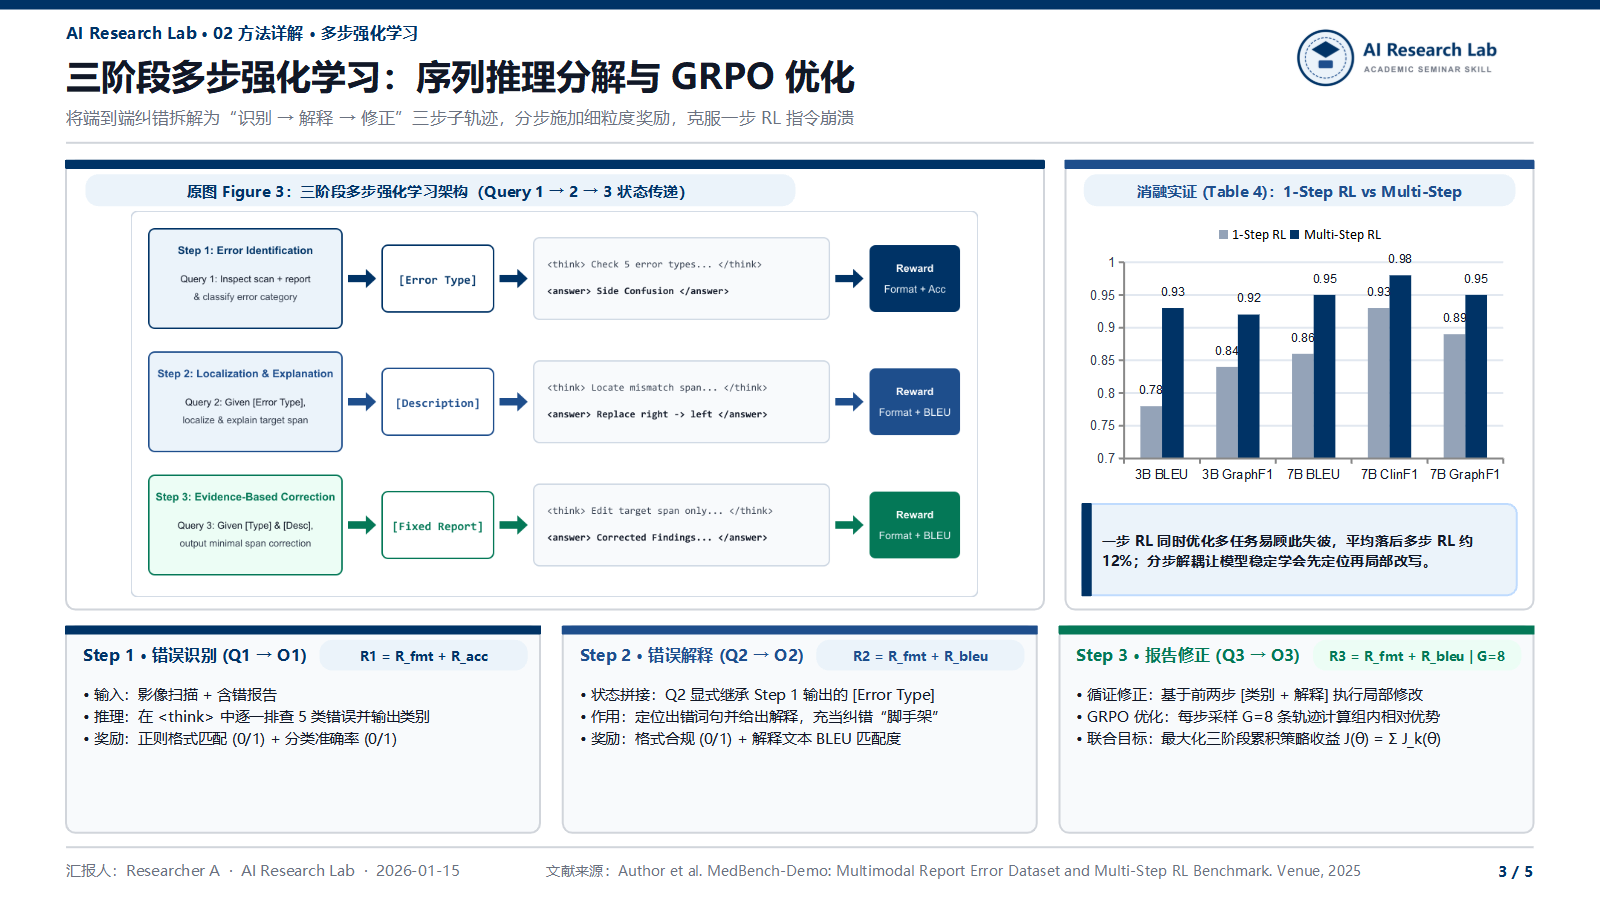 AI Research Lab • 02 方法详解 • 多步强化学习
三阶段多步强化学习：序列推理分解与 GRPO 优化
将端到端纠错拆解为“识别 → 解释 → 修正”三步子轨迹，分步施加细粒度奖励，克服一步 RL 指令崩溃
AI Research Lab
ACADEMIC SEMINAR SKILL
原图 Figure 3：三阶段多步强化学习架构（Query 1 → 2 → 3 状态传递）
Step 1: Error Identification
Query 1: Inspect scan + report
& classify error category
[Error Type]
<think> Check 5 error types... </think>
<answer> Side Confusion </answer>
Reward
Format + Acc
Step 2: Localization & Explanation
Query 2: Given [Error Type],
localize & explain target span
[Description]
<think> Locate mismatch span... </think>
<answer> Replace right -> left </answer>
Reward
Format + BLEU
Step 3: Evidence-Based Correction
Query 3: Given [Type] & [Desc],
output minimal span correction
[Fixed Report]
<think> Edit target span only... </think>
<answer> Corrected Findings... </answer>
Reward
Format + BLEU
消融实证 (Table 4)：1-Step RL vs Multi-Step
1-Step RL Multi-Step RL
1
0.95
0.9
0.85
0.8
0.75
0.7
0.78 0.93 0.84 0.92 0.86 0.95 0.93 0.98 0.89 0.95
3B BLEU 3B GraphF1 7B BLEU 7B ClinF1 7B GraphF1
一步 RL 同时优化多任务易顾此失彼，平均落后多步 RL 约
12%；分步解耦让模型稳定学会先定位再局部改写。
Step 1 • 错误识别 (Q1 → O1)
R1 = R_fmt + R_acc
• 输入：影像扫描 + 含错报告
• 推理：在 <think> 中逐一排查 5 类错误并输出类别
• 奖励：正则格式匹配 (0/1) + 分类准确率 (0/1)
Step 2 • 错误解释 (Q2 → O2)
R2 = R_fmt + R_bleu
• 状态拼接：Q2 显式继承 Step 1 输出的 [Error Type]
• 作用：定位出错词句并给出解释，充当纠错“脚手架”
• 奖励：格式合规 (0/1) + 解释文本 BLEU 匹配度
Step 3 • 报告修正 (Q3 → O3)
R3 = R_fmt + R_bleu | G=8
• 循证修正：基于前两步 [类别 + 解释] 执行局部修改
• GRPO 优化：每步采样 G=8 条轨迹计算组内相对优势
• 联合目标：最大化三阶段累积策略收益 J(θ) = Σ J_k(θ)
汇报人：Researcher A · AI Research Lab · 2026-01-15
文献来源：Author et al. MedBench-Demo: Multimodal Report Error Dataset and Multi-Step RL Benchmark. Venue, 2025
3 / 5